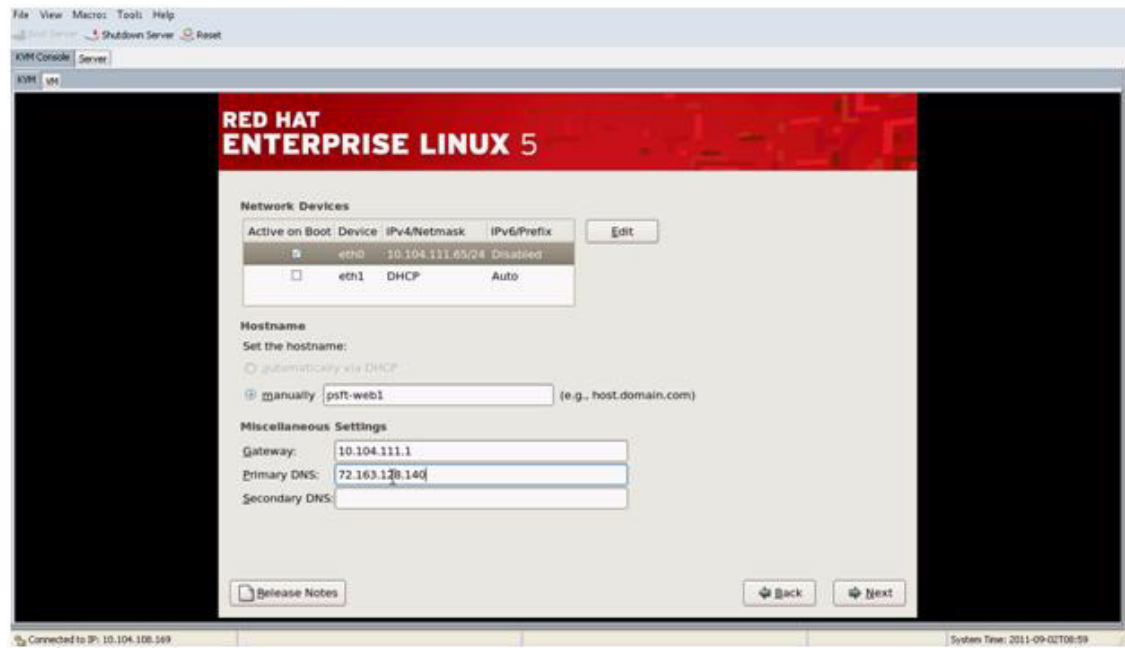 File View Macros Tools Help
Boot Server Shutdown Server Reset
KVM Console Server
KVM VM
RED HAT
ENTERPRISE LINUX 5
Network Devices
Active on Boot Device IPv4/Netmask IPv6/Prefix Edit
eth0 10.104.111.65/24 Disabled
eth1 DHCP Auto
Hostname
Set the hostname:
automatically via DHCP
manually psft-web1 (e.g., host.domain.com)
Miscellaneous Settings
Gateway: 10.104.111.1
Primary DNS: 72.163.128.140
Secondary DNS:
Release Notes Back Next
Connected to IP: 10.104.108.169 System Time: 2011-09-02T08:59